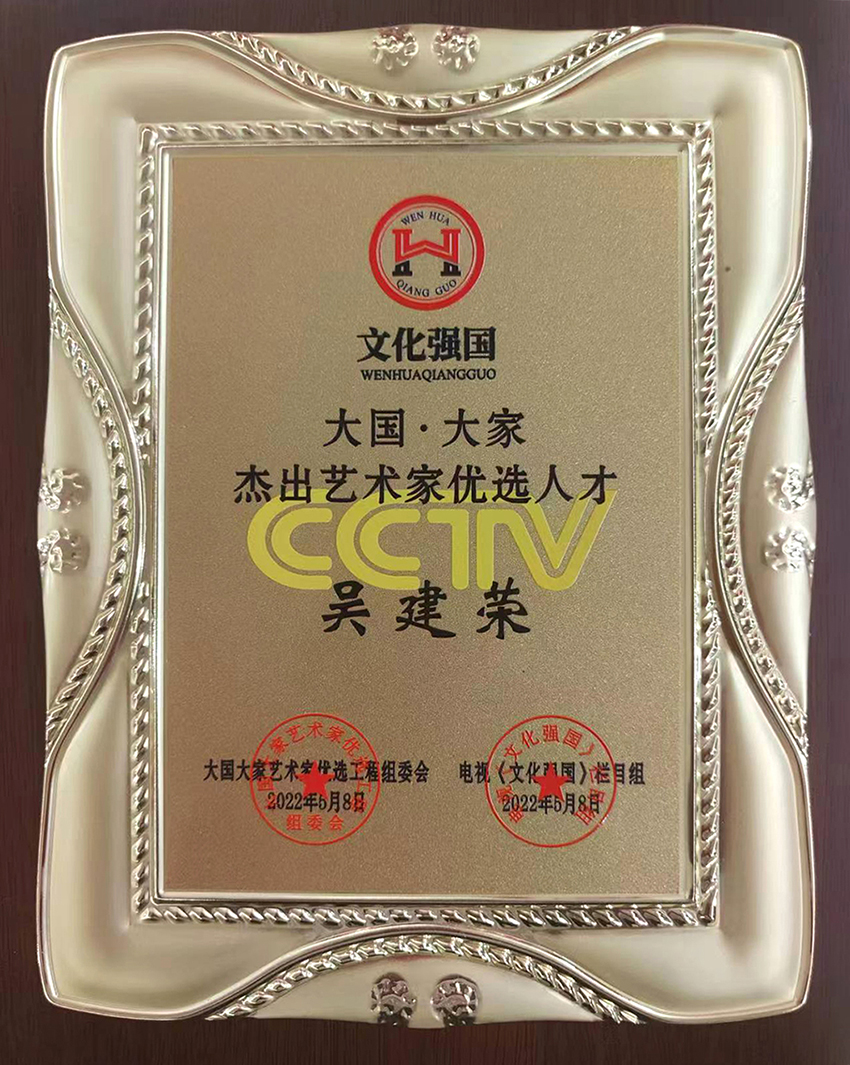 WEN HUA
QIANG GUO
文化强国
WENHUAQIANGGUO
大国·大家
杰出艺术家优选人才
CCTV
吴建荣
大国大家艺术家优选工程组委会
2022年5月8日
组委会
电视《文化强国》栏目组
2022年5月8日